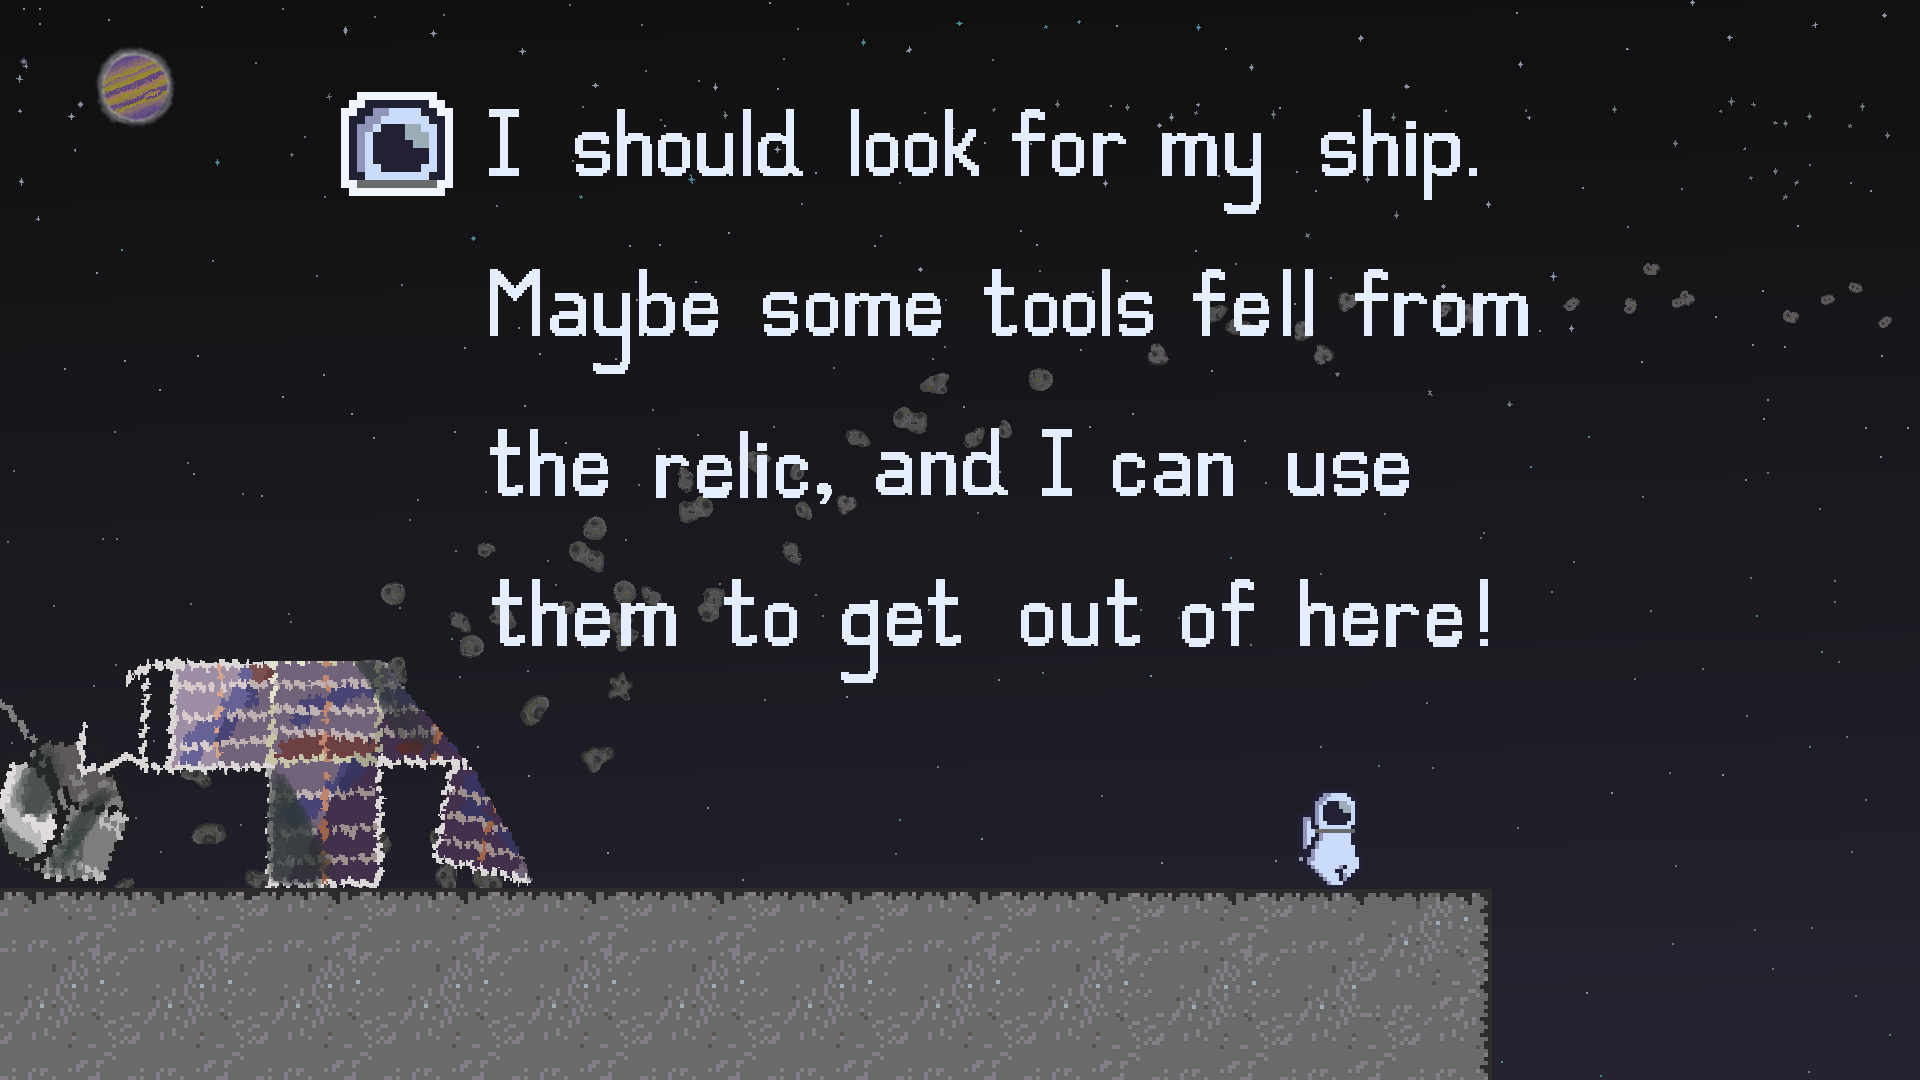 I should look for my ship.
Maybe some tools fell from
the relic, and I can use
them to get out of here!